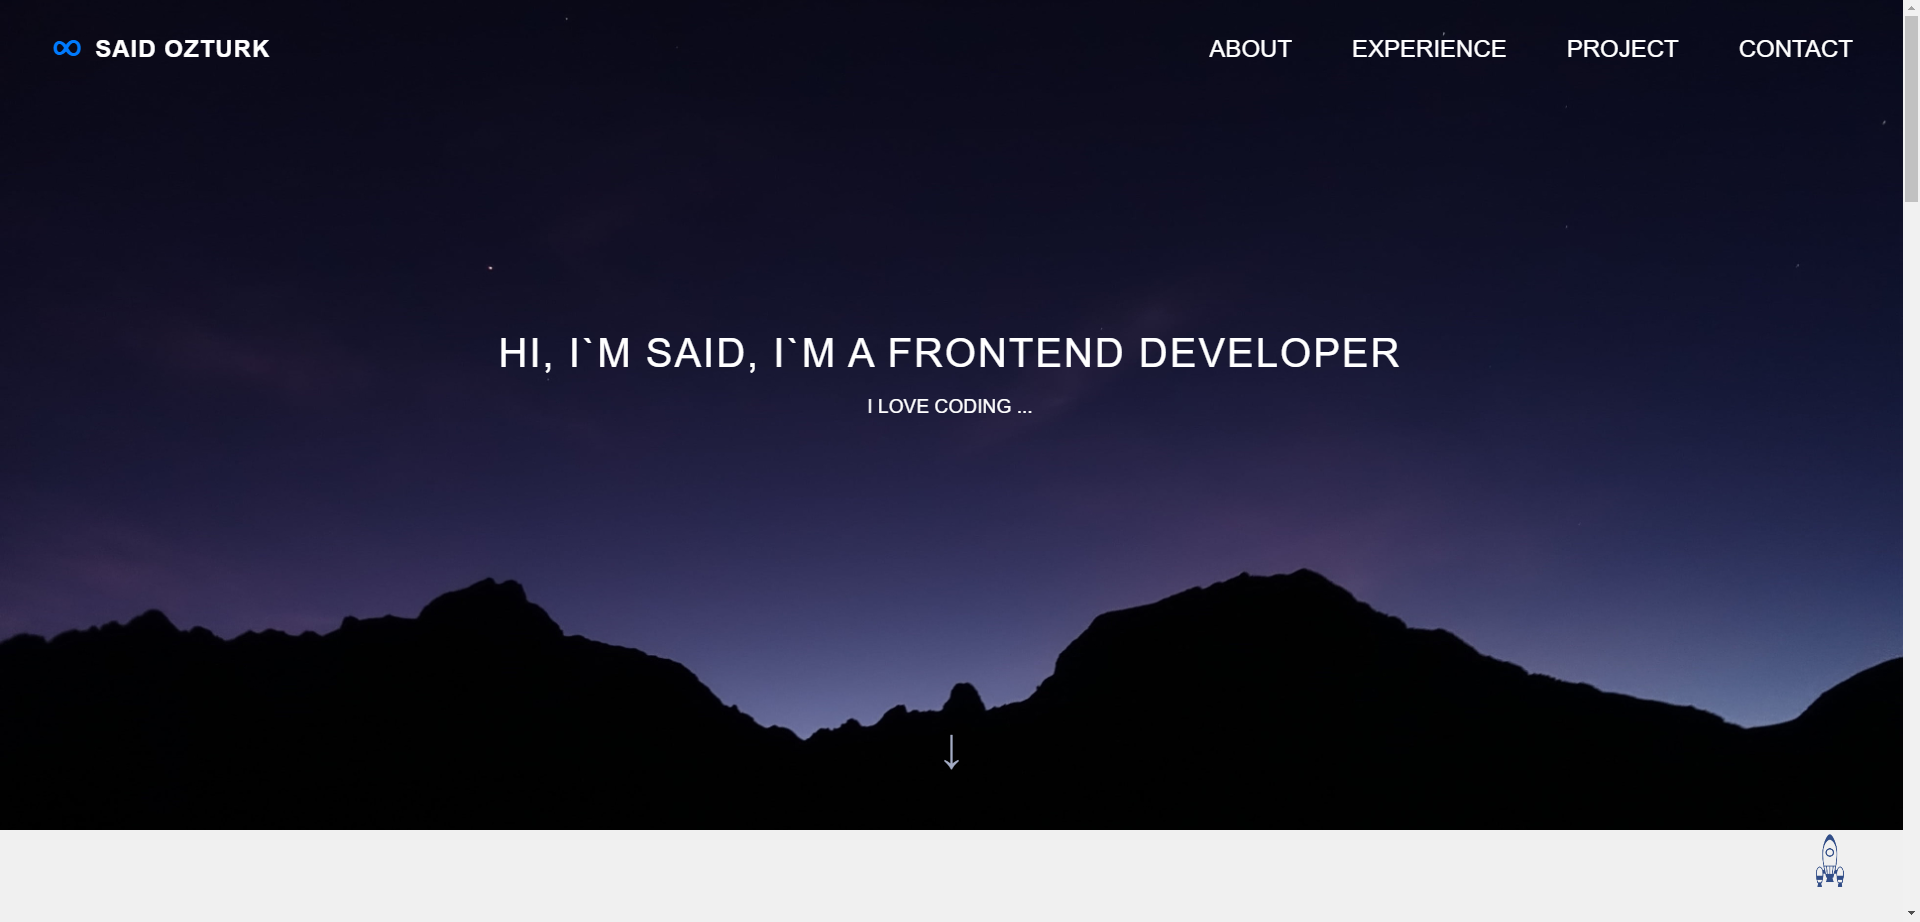 SAID OZTURK
ABOUT EXPERIENCE PROJECT CONTACT
HI, I`M SAID, I`M A FRONTEND DEVELOPER
I LOVE CODING ...